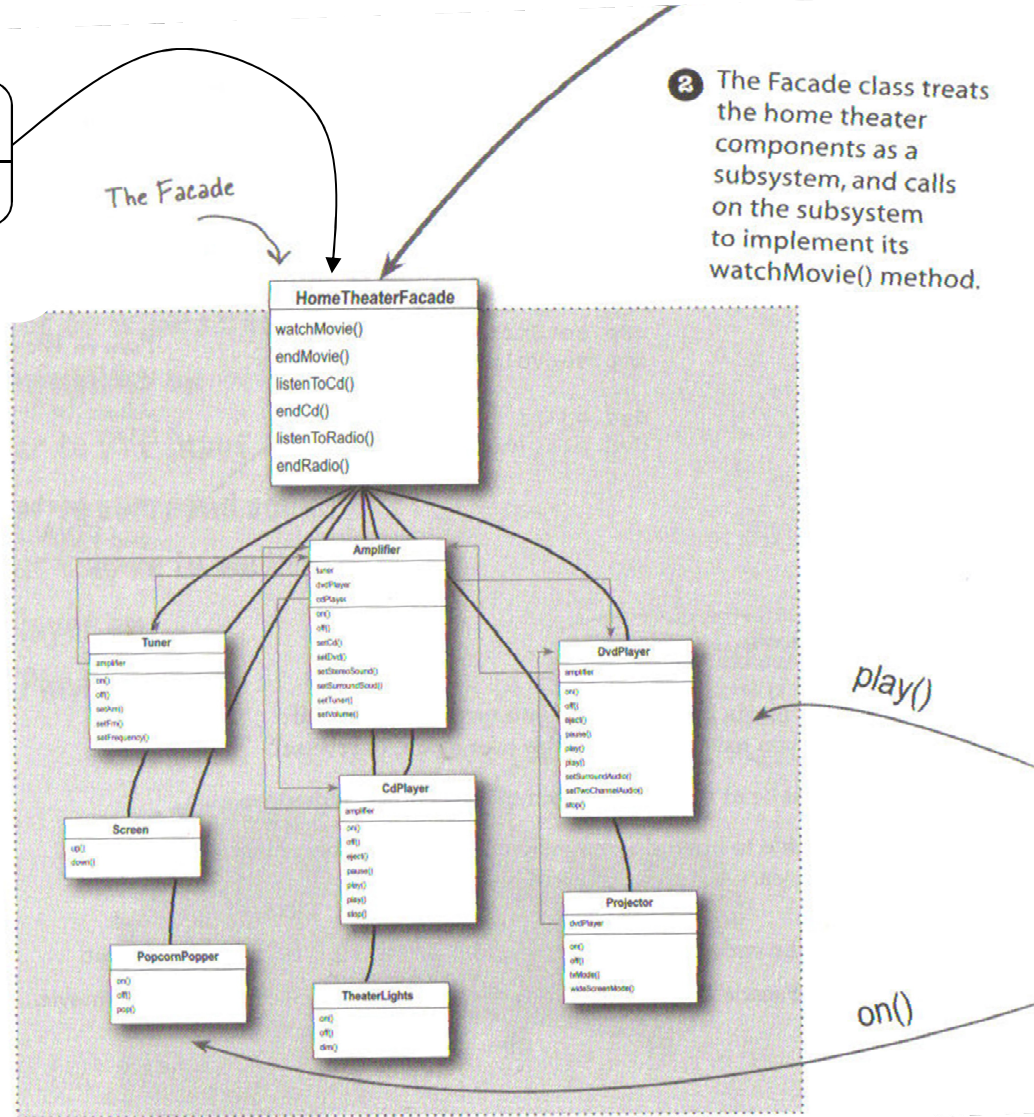 2 The Facade class treats
the home theater
components as a
subsystem, and calls
on the subsystem
to implement its
watchMovie() method.
The Facade
HomeTheaterFacade
watchMovie()
endMovie()
listenToCd()
endCd()
listenToRadio()
endRadio()
Amplifier
tuner
dvdPlayer
cdPlayer
on()
off()
setCd()
setDvd()
setStereoSound()
setSurroundSoud()
setTuner()
setVolume()
Tuner
amplifier
on()
off()
setAm()
setFm()
setFrequency()
DvdPlayer
amplifier
on()
off()
eject()
pause()
play()
play()
setSurroundAudio()
setTwoChannelAudio()
stop()
play()
Screen
up()
down()
CdPlayer
amplifier
on()
off()
eject()
pause()
play()
play()
stop()
Projector
dvdPlayer
on()
off()
tvMode()
wideScreenMode()
PopcornPopper
on()
off()
pop()
TheaterLights
on()
off()
dim()
on()